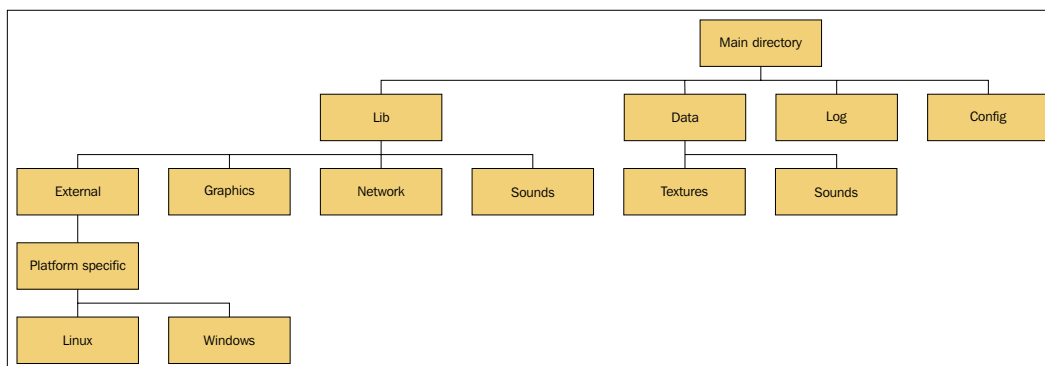 Main directory
Lib
Data
Log
Config
External
Graphics
Network
Sounds
Textures
Sounds
Platform specific
Linux
Windows